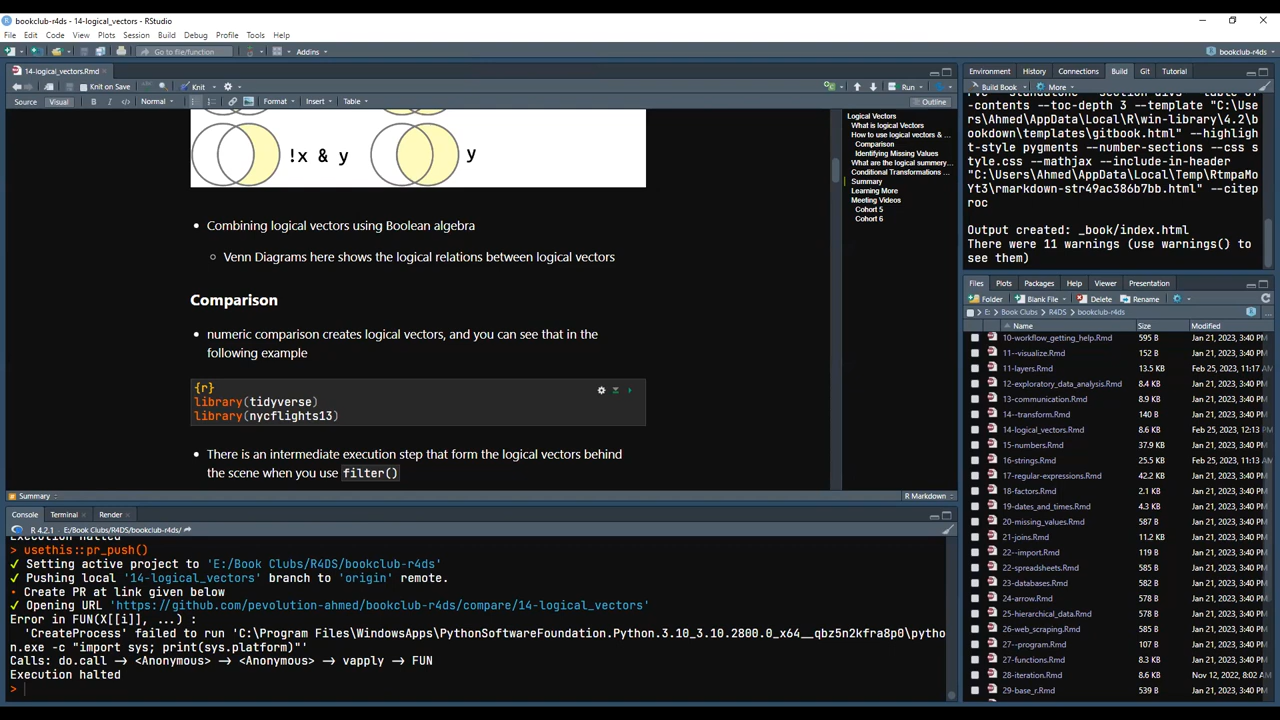 bookclub-r4ds - 14-logical_vectors - RStudio
File Edit Code View Plots Session Build Debug Profile Tools Help
Go to file/function Addins bookclub-r4ds
14-logical_vectors.Rmd
Knit on Save Knit Run
Source Visual B I Normal Format Insert Table Outline
!x & y y
Combining logical vectors using Boolean algebra
Venn Diagrams here shows the logical relations between logical vectors
Comparison
numeric comparison creates logical vectors, and you can see that in the
following example
{r}
library(tidyverse)
library(nycflights13)
There is an intermediate execution step that form the logical vectors behind
the scene when you use filter()
Summary R Markdown
Logical Vectors
What is logical Vectors
How to use logical vectors & ...
Comparison
Identifying Missing Values
What are the logical summery...
Conditional Transformations ...
Summary
Learning More
Meeting Videos
Cohort 5
Cohort 6
Console Terminal Render
R 4.2.1 · E:/Book Clubs/R4DS/bookclub-r4ds/
Execution halted
> usethis::pr_push()
✓ Setting active project to 'E:/Book Clubs/R4DS/bookclub-r4ds'
✓ Pushing local '14-logical_vectors' branch to 'origin' remote.
• Create PR at link given below
✓ Opening URL 'https://github.com/pevolution-ahmed/bookclub-r4ds/compare/14-logical_vectors'
Error in FUN(X[[i]], ...) :
'CreateProcess' failed to run 'C:\Program Files\WindowsApps\PythonSoftwareFoundation.Python.3.10_3.10.2800.0_x64__qbz5n2kfra8p0\pytho
n.exe -c "import sys; print(sys.platform)"'
Calls: do.call -> <Anonymous> -> <Anonymous> -> vapply -> FUN
Execution halted
>
Environment History Connections Build Git Tutorial
Build Book More
-contents --toc-depth 3 --template "C:\Use
rs\Ahmed\AppData\Local\R\win-library\4.2\b
ookdown\templates\gitbook.html" --highligh
t-style pygments --number-sections --css s
tyle.css --mathjax --include-in-header
"C:\Users\Ahmed\AppData\Local\Temp\RtmpaMo
Yt3\rmarkdown-str49ac386b7bb.html" --citep
roc
Output created: _book/index.html
There were 11 warnings (use warnings() to
see them)
Files Plots Packages Help Viewer Presentation
Folder Blank File Delete Rename
E: Book Clubs R4DS bookclub-r4ds
Name Size Modified
10-workflow_getting_help.Rmd 595 B Jan 21, 2023, 3:40 PM
11--visualize.Rmd 152 B Jan 21, 2023, 3:40 PM
11-layers.Rmd 13.5 KB Feb 25, 2023, 11:17 AM
12-exploratory_data_analysis.Rmd 8.4 KB Jan 21, 2023, 3:40 PM
13-communication.Rmd 8.9 KB Jan 21, 2023, 3:40 PM
14--transform.Rmd 140 B Jan 21, 2023, 3:40 PM
14-logical_vectors.Rmd 8.6 KB Feb 25, 2023, 12:13 PM
15-numbers.Rmd 37.9 KB Jan 21, 2023, 3:40 PM
16-strings.Rmd 25.5 KB Feb 25, 2023, 11:13 AM
17-regular-expressions.Rmd 42.2 KB Jan 21, 2023, 3:40 PM
18-factors.Rmd 2.1 KB Jan 21, 2023, 3:40 PM
19-dates_and_times.Rmd 4.3 KB Jan 21, 2023, 3:40 PM
20-missing_values.Rmd 587 B Jan 21, 2023, 3:40 PM
21-joins.Rmd 11.2 KB Jan 21, 2023, 3:40 PM
22--import.Rmd 119 B Jan 21, 2023, 3:40 PM
22-spreadsheets.Rmd 585 B Jan 21, 2023, 3:40 PM
23-databases.Rmd 583 B Jan 21, 2023, 3:40 PM
24-arrow.Rmd 578 B Jan 21, 2023, 3:40 PM
25-hierarchical_data.Rmd 578 B Jan 21, 2023, 3:40 PM
26-web_scraping.Rmd 580 B Jan 21, 2023, 3:40 PM
27--program.Rmd 107 B Jan 21, 2023, 3:40 PM
27-functions.Rmd 8.3 KB Jan 21, 2023, 3:40 PM
28-iteration.Rmd 8.6 KB Nov 12, 2022, 8:02 AM
29-base_r.Rmd 539 B Jan 21, 2023, 3:40 PM